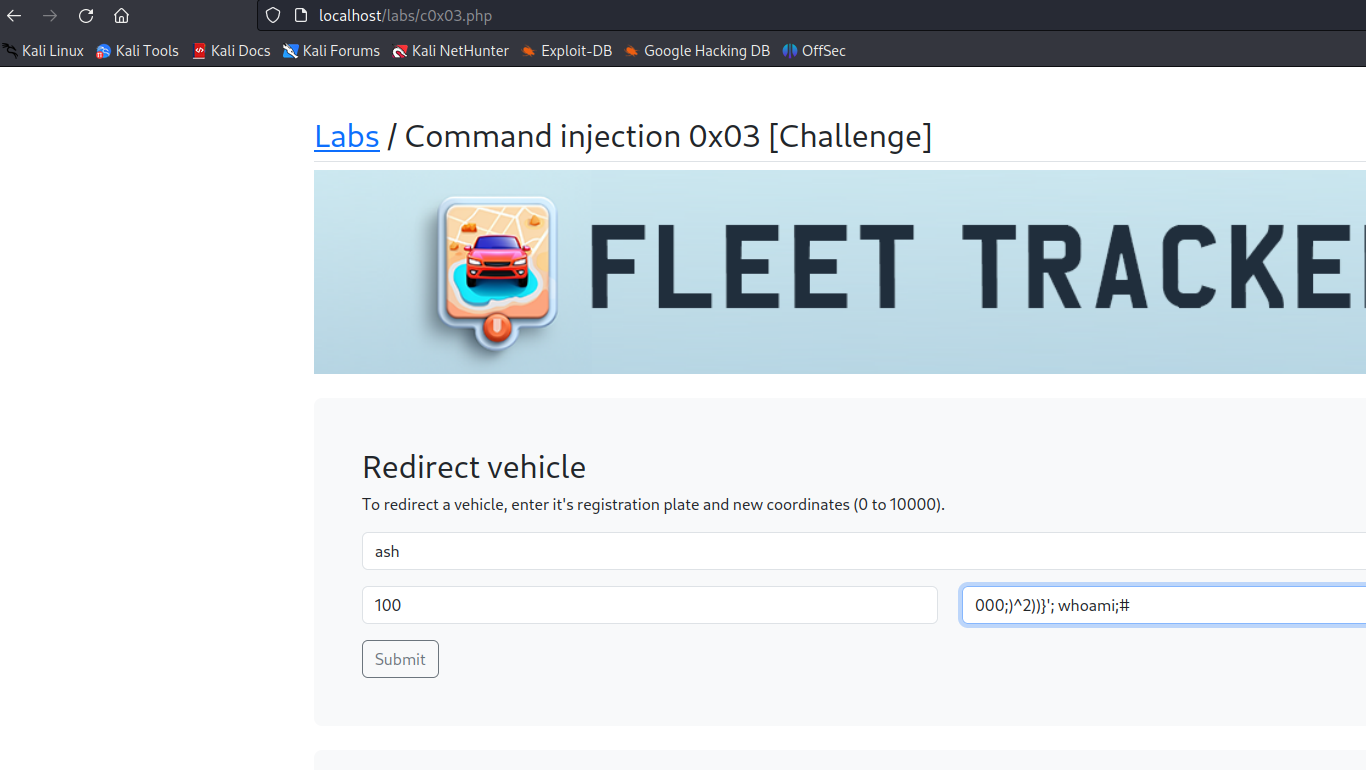 localhost/labs/c0x03.php
Kali Linux Kali Tools Kali Docs Kali Forums Kali NetHunter Exploit-DB Google Hacking DB OffSec
Labs / Command injection 0x03 [Challenge]
FLEET TRACKE
Redirect vehicle
To redirect a vehicle, enter it's registration plate and new coordinates (0 to 10000).
ash
100 000;)^2))}'; whoami;#
Submit